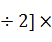 ÷ 2] ×